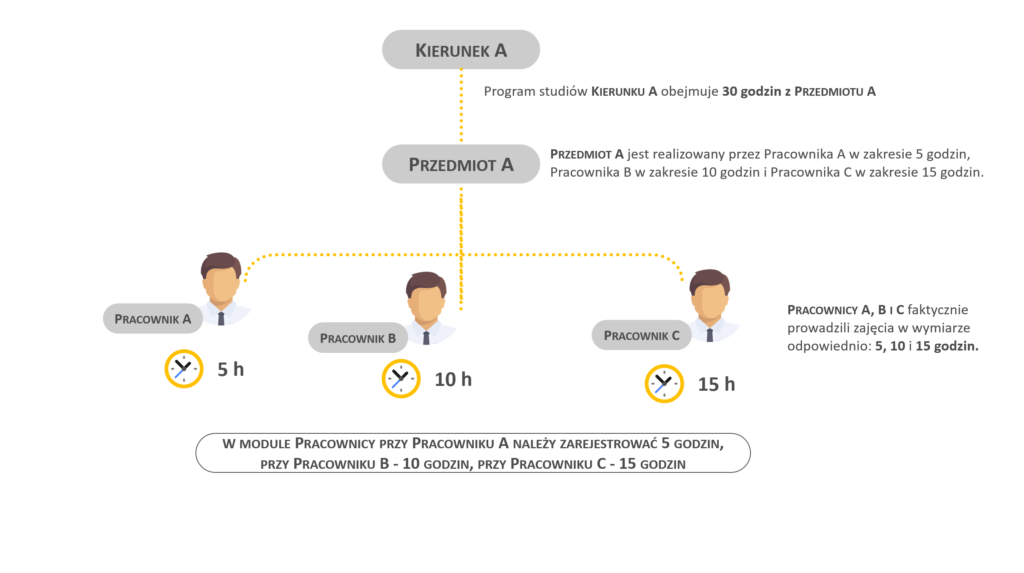 Kierunek A
Program studiów Kierunku A obejmuje 30 godzin z Przedmiotu A
Przedmiot A
Przedmiot A jest realizowany przez Pracownika A w zakresie 5 godzin,
Pracownika B w zakresie 10 godzin i Pracownika C w zakresie 15 godzin.
Pracownik A
5 h
Pracownik B
10 h
Pracownik C
15 h
Pracownicy A, B i C faktycznie
prowadzili zajęcia w wymiarze
odpowiednio: 5, 10 i 15 godzin.
W module Pracownicy przy Pracowniku A należy zarejestrować 5 godzin,
przy Pracowniku B - 10 godzin, przy Pracowniku C - 15 godzin